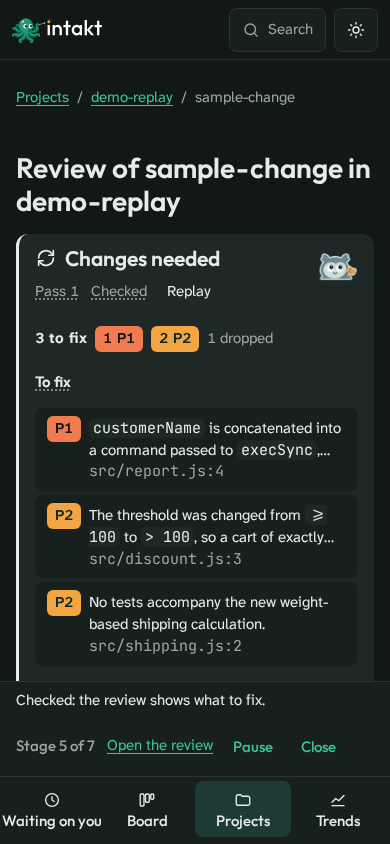 intakt
Search
Projects / demo-replay / sample-change
Review of sample-change in
demo-replay
Changes needed
Pass 1 Checked Replay
3 to fix 1 P1 2 P2 1 dropped
To fix
P1 customerName is concatenated into
a command passed to execSync,…
src/report.js:4
P2 The threshold was changed from >=
100 to > 100, so a cart of exactly…
src/discount.js:3
P2 No tests accompany the new weight-
based shipping calculation.
src/shipping.js:2
Checked: the review shows what to fix.
Stage 5 of 7 Open the review Pause Close
Waiting on you Board Projects Trends